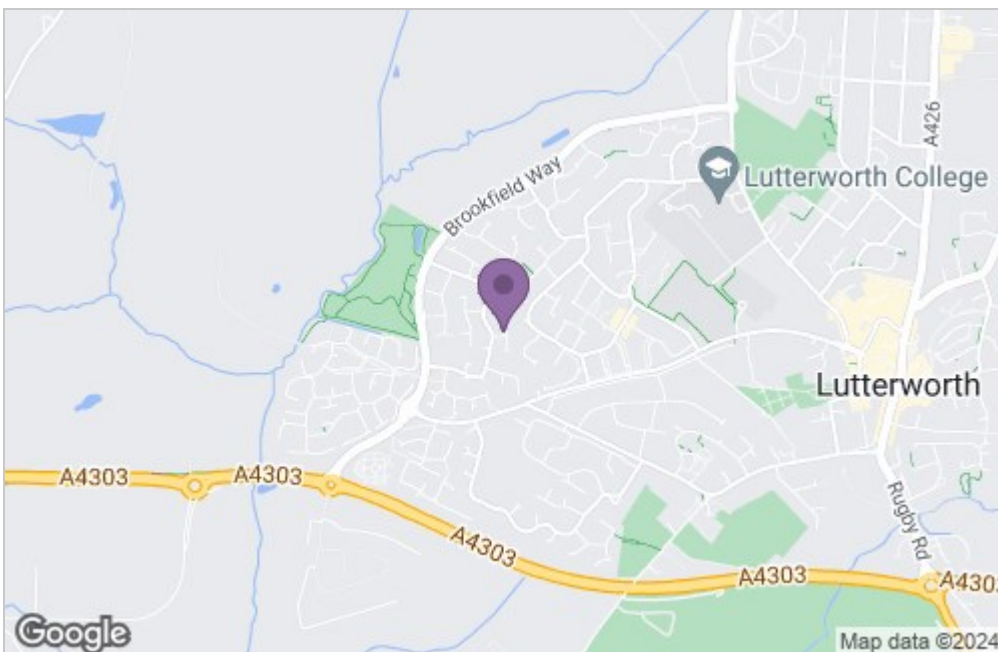 A426
Brookfield Way
Lutterworth College
Lutterworth
A4303
A4303
A4303
Rugby Rd
A4303
A430
Google
Map data ©2024